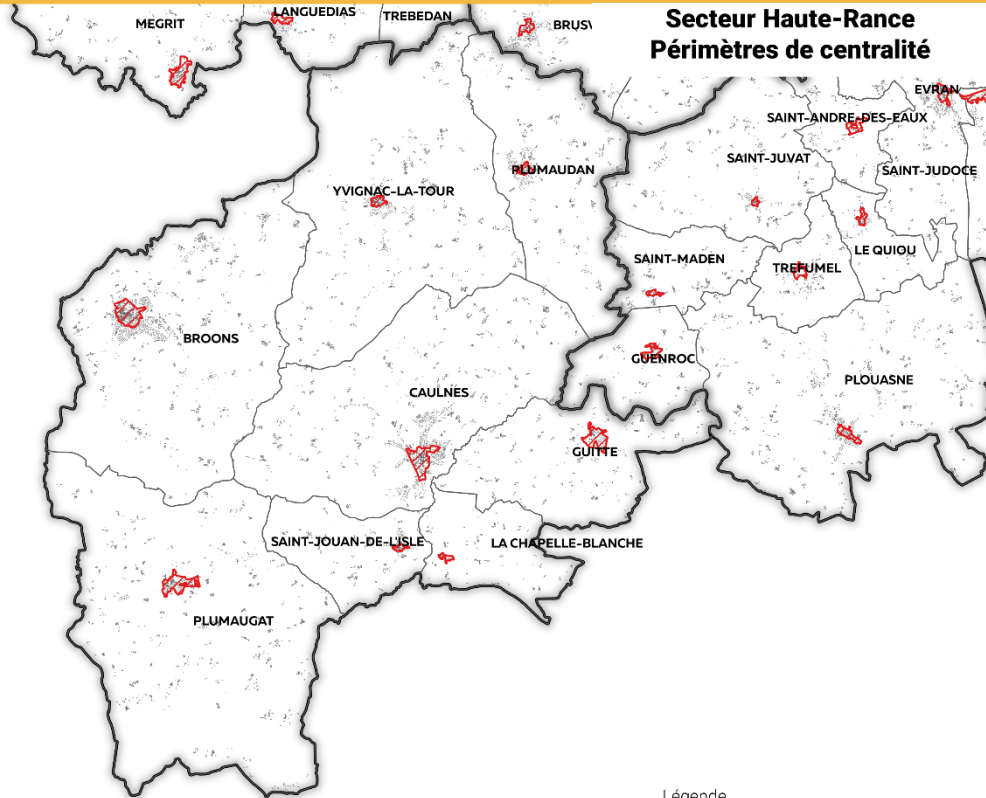 Secteur Haute-Rance
Périmètres de centralité
MEGRIT
LANGUEDIAS
TREBEDAN
BRUSV
EVRAN
SAINT-ANDRE-DES-EAUX
SAINT-JUVAT
SAINT-JUDOCE
PLUMAUDAN
YVIGNAC-LA-TOUR
LE QUIOU
SAINT-MADEN
TREFUMEL
BROONS
GUENROC
PLOUASNE
CAULNES
GUITTE
SAINT-JOUAN-DE-L'ISLE
LA CHAPELLE-BLANCHE
PLUMAUGAT
Légende